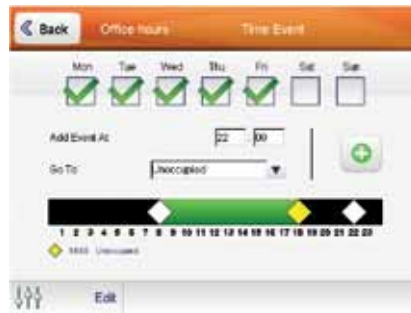 Back Office hours Time Event
Mon Tue Wed Thu Fri Sat Sun
Add Event At 22 : 00
Go To Unoccupied
1 2 3 4 5 6 7 8 9 10 11 12 13 14 15 16 17 18 19 20 21 22 23
Unoccupied
Edit